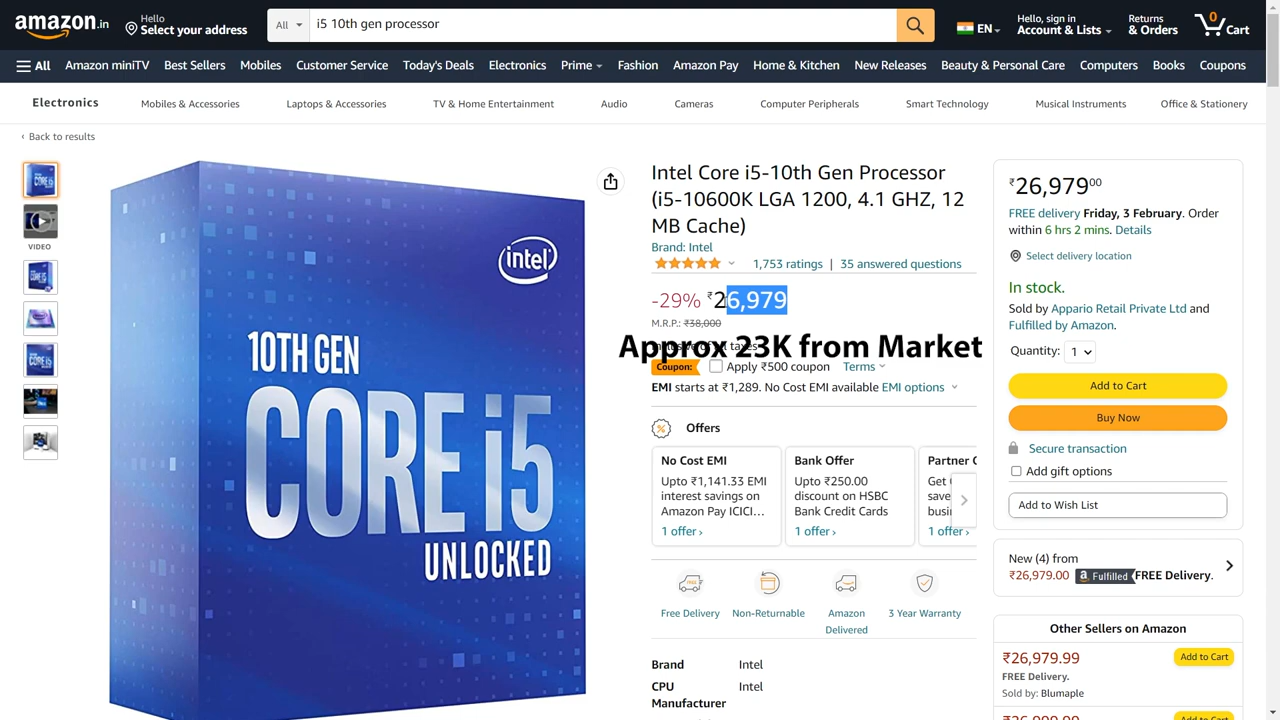 amazon.in
Hello
Select your address
All
i5 10th gen processor
EN
Hello, sign in
Account & Lists
Returns
& Orders
0
Cart
All
Amazon miniTV
Best Sellers
Mobiles
Customer Service
Today's Deals
Electronics
Prime
Fashion
Amazon Pay
Home & Kitchen
New Releases
Beauty & Personal Care
Computers
Books
Coupons
Electronics
Mobiles & Accessories
Laptops & Accessories
TV & Home Entertainment
Audio
Cameras
Computer Peripherals
Smart Technology
Musical Instruments
Office & Stationery
‹ Back to results
VIDEO
intel
10TH GEN
CORE i5
UNLOCKED
Intel Core i5-10th Gen Processor
(i5-10600K LGA 1200, 4.1 GHZ, 12
MB Cache)
Brand: Intel
1,753 ratings | 35 answered questions
-29% ₹26,979
M.R.P.: ₹38,000
Approx 23K from Market
Coupon:
Apply ₹500 coupon
Terms
EMI starts at ₹1,289. No Cost EMI available EMI options
Offers
No Cost EMI
Upto ₹1,141.33 EMI
interest savings on
Amazon Pay ICICI…
1 offer ›
Bank Offer
Upto ₹250.00
discount on HSBC
Bank Credit Cards
1 offer ›
Partner
Get
save
1 offer ›
Free Delivery
Non-Returnable
Amazon
Delivered
3 Year Warranty
Brand Intel
CPU Intel
Manufacturer
₹26,97900
FREE delivery Friday, 3 February. Order
within 6 hrs 2 mins. Details
Select delivery location
In stock.
Sold by Appario Retail Private Ltd and
Fulfilled by Amazon.
Quantity: 1
Add to Cart
Buy Now
Secure transaction
Add gift options
Add to Wish List
New (4) from
₹26,979.00 Fulfilled FREE Delivery.
Other Sellers on Amazon
₹26,979.99
Add to Cart
FREE Delivery.
Sold by: Blumaple